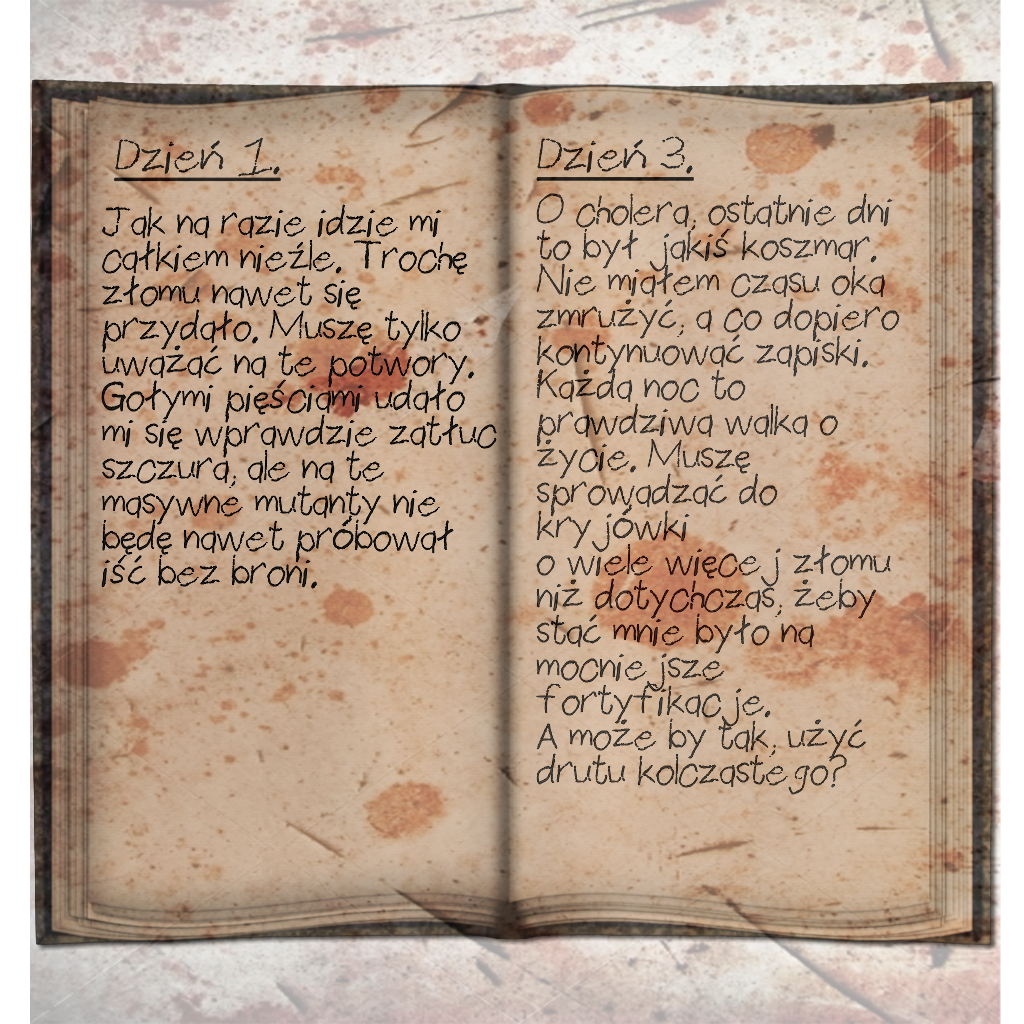 Dzień 1.
Jak na razie idzie mi
całkiem nieźle. Trochę
złomu nawet się
przydało. Muszę tylko
uważać na te potwory.
Gołymi pięściami udało
mi się wprawdzie zatłuc
szczura, ale na te
masywne mutanty nie
będę nawet próbował
iść bez broni.
Dzień 3.
O cholera, ostatnie dni
to był jakiś koszmar.
Nie miałem czasu oka
zmrużyć, a co dopiero
kontynuować zapiski.
Każda noc to
prawdziwa walka o
życie. Muszę
sprowadzać do
kryjówki
o wiele więcej złomu
niż dotychczas, żeby
stać mnie było na
mocniejsze
fortyfikacje.
A może by tak, użyć
drutu kolczastego?